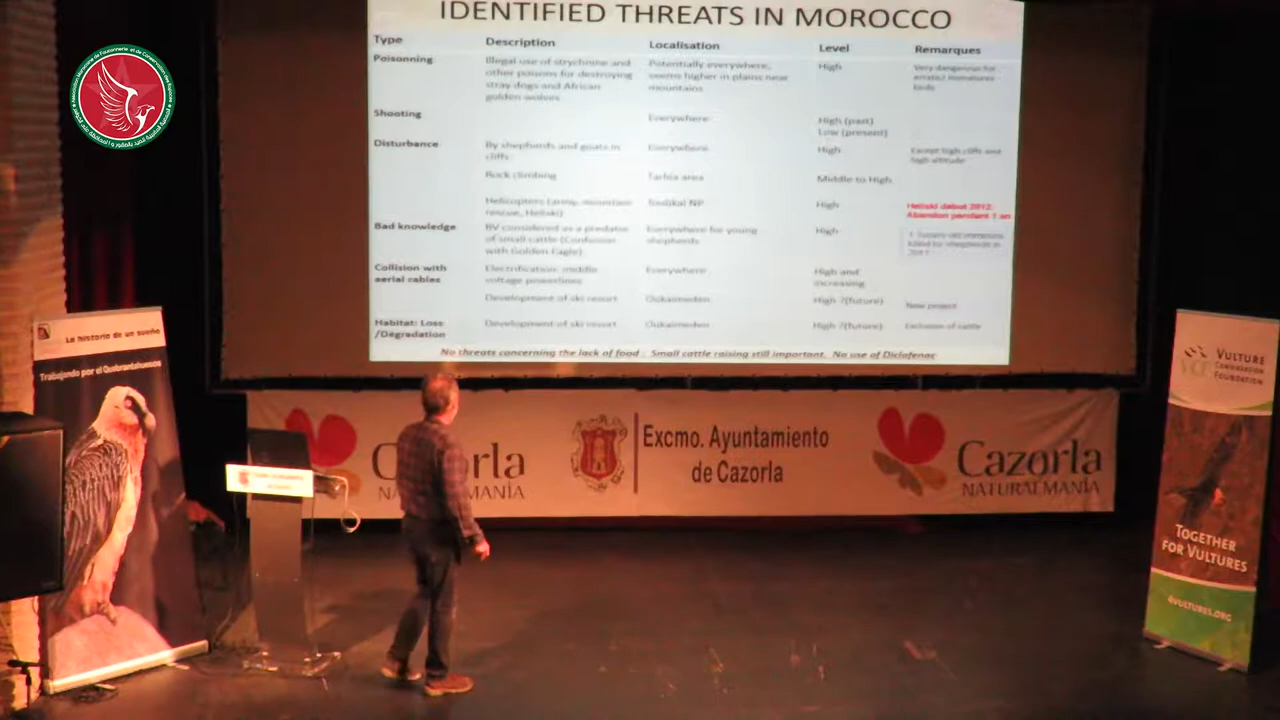 IDENTIFIED THREATS IN MOROCCO
Type Description Localisation Level Remarques
Poisonning Illegal use of strychnine and other poisons for destroying stray dogs and African golden wolves Potentially everywhere, seems higher in plains near mountains High Very dangerous for erratic immatures birds
Shooting Everywhere High (past) Low (present)
Disturbance By shepherds and goats in cliffs Everywhere High Except high cliffs and high altitude
Rock climbing area Middle to High
Helicopters (army, mountain rescue, Heliski) Toubkal NP High Heliski début 2012. Abandon pendant 1 an
Bad knowledge BV considered as a predator of small cattle (Confusion with Golden Eagle) Everywhere for young shepherds High
Collision with aerial cables Electrification: middle voltage powerlines Everywhere High and increasing
Development of ski resort Oukaimeden High ?(future) New project
Habitat: Loss /Degradation Development of ski resort Oukaimeden High ?(future) Exclusion of cattle
No threats concerning the lack of food : Small cattle raising still important. No use of Diclofenac
La historia de un sueño
Trabajando por el Quebrantahuesos
Excmo. Ayuntamiento
de Cazorla
Cazorla
NATURALMANÍA
VULTURE
CONSERVATION
FOUNDATION
TOGETHER
FOR VULTURES
4VULTURES.ORG